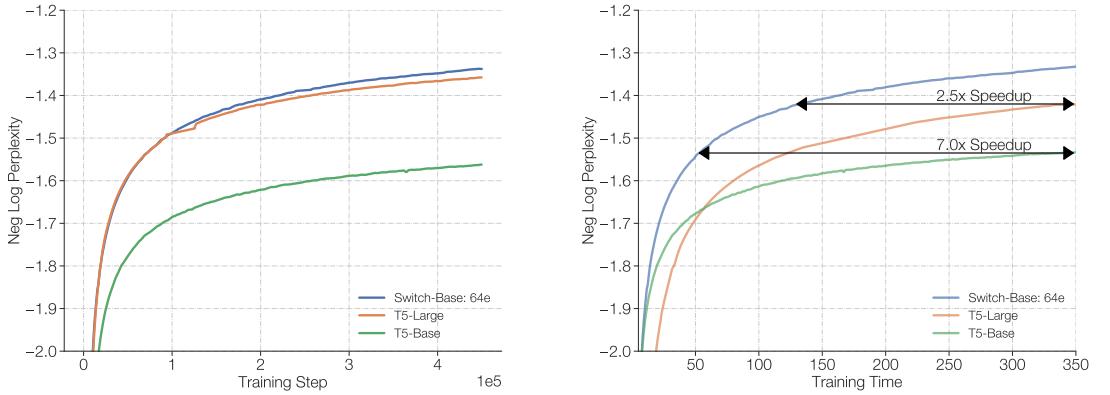 −1.2
−1.3
−1.4
−1.5
−1.6
−1.7
−1.8
−1.9
−2.0
Neg Log Perplexity
Switch-Base: 64e
T5-Large
T5-Base
0 1 2 3 4
1e5
Training Step
−1.2
−1.3
−1.4
−1.5
−1.6
−1.7
−1.8
−1.9
−2.0
Neg Log Perplexity
2.5x Speedup
7.0x Speedup
Switch-Base: 64e
T5-Large
T5-Base
50 100 150 200 250 300 350
Training Time